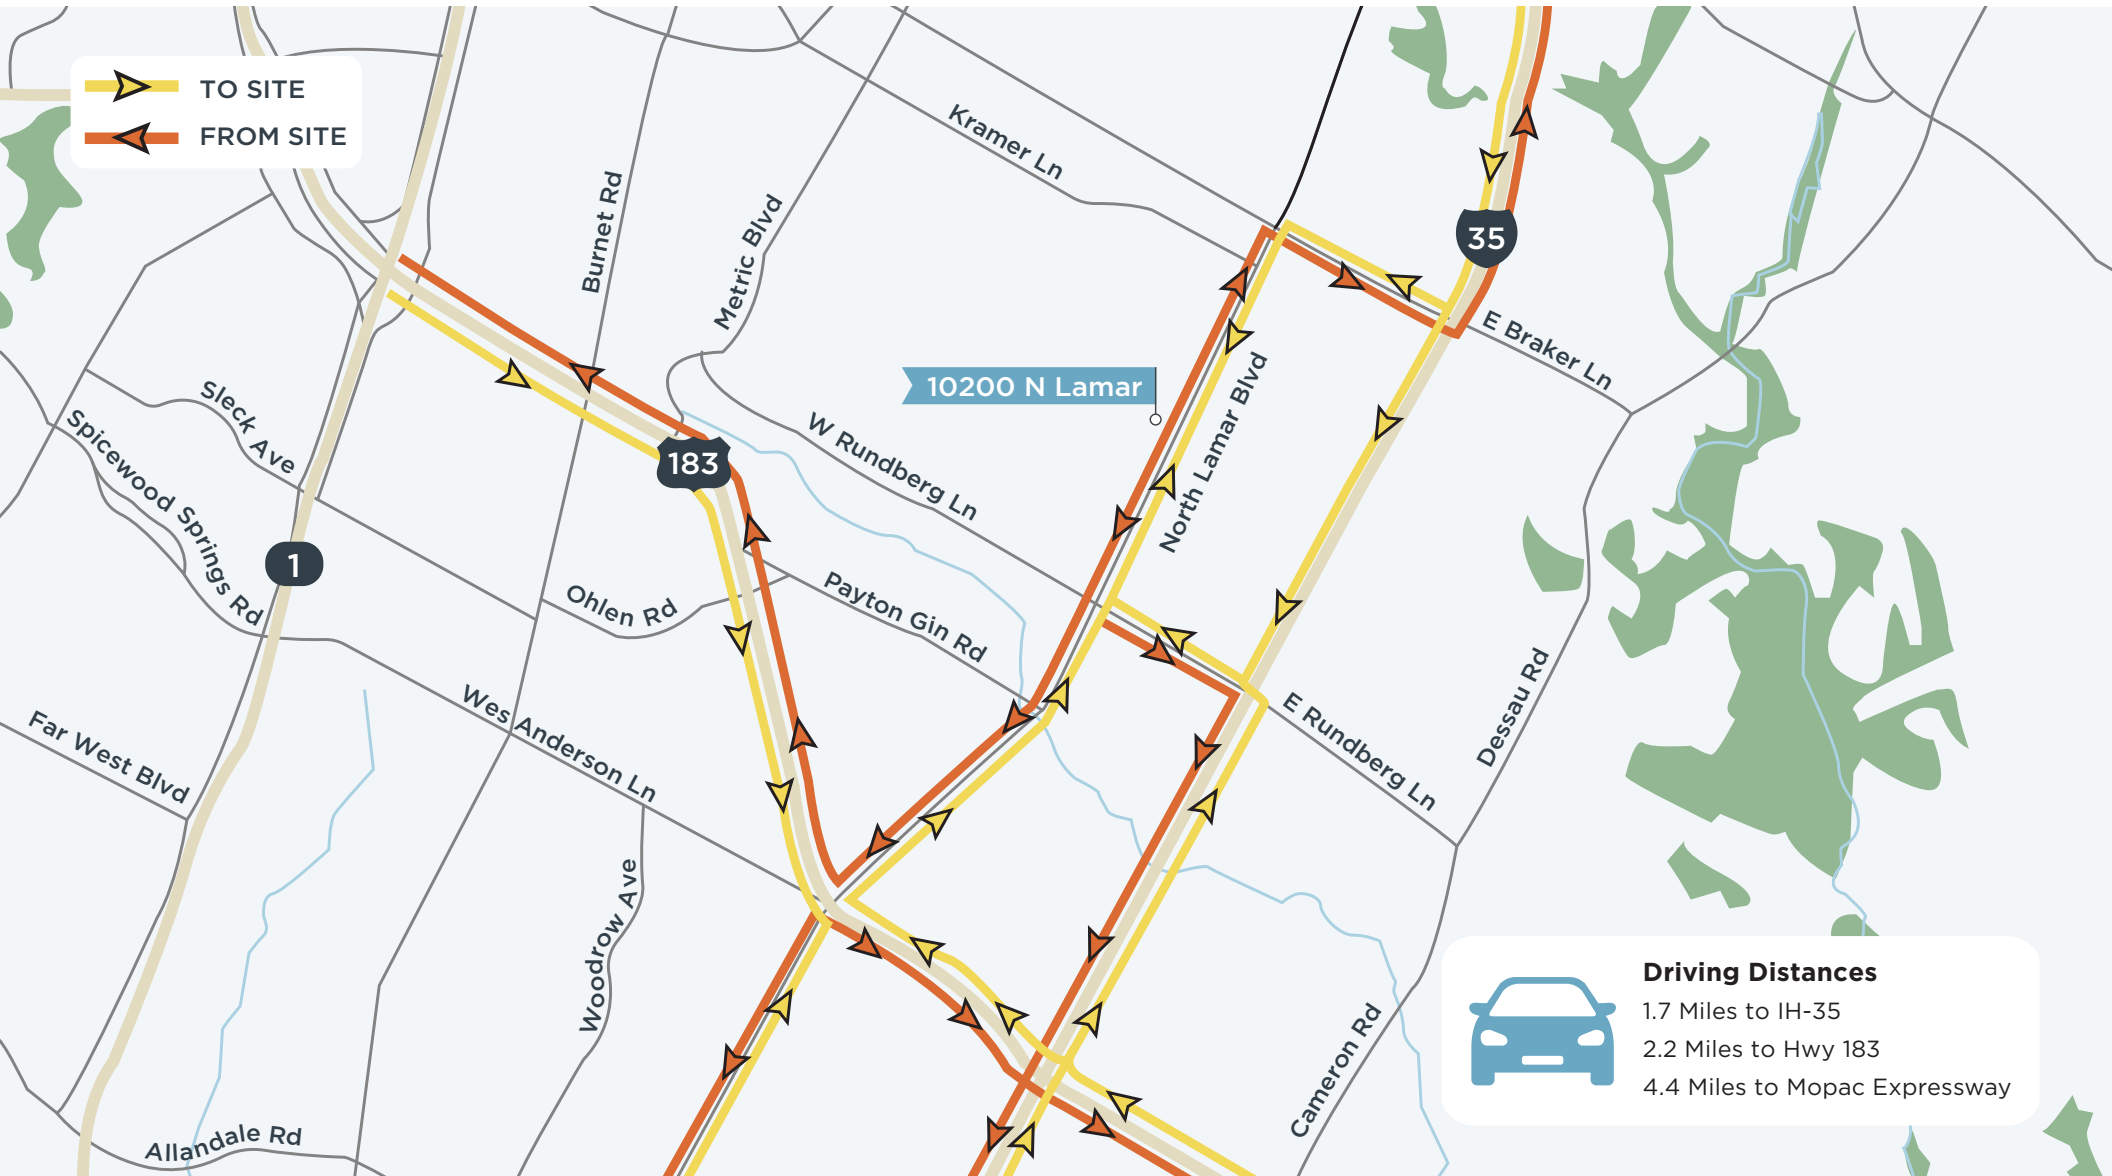 TO SITE
FROM SITE
Kramer Ln
Burnet Rd
Metric Blvd
35
E Braker Ln
10200 N Lamar
North Lamar Blvd
Sleck Ave
Spicewood Springs Rd
W Rundberg Ln
183
1
Ohlen Rd
Payton Gin Rd
Wes Anderson Ln
Far West Blvd
E Rundberg Ln
Dessau Rd
Woodrow Ave
Cameron Rd
Allandale Rd
Driving Distances
1.7 Miles to IH-35
2.2 Miles to Hwy 183
4.4 Miles to Mopac Expressway